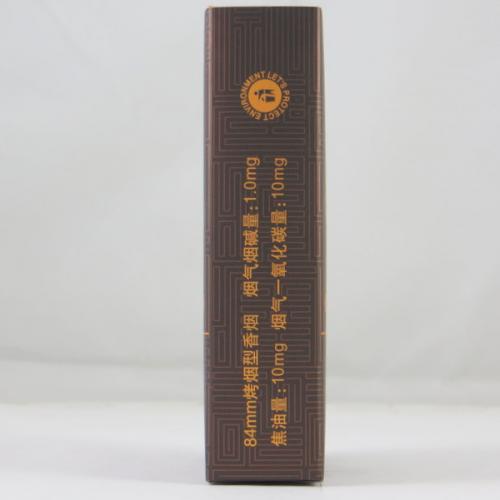 LET'S PROTECT ENVIRONMENT
84mm烤烟型香烟 烟气烟碱量:1.0mg
焦油量:10mg 烟气一氧化碳量:10mg